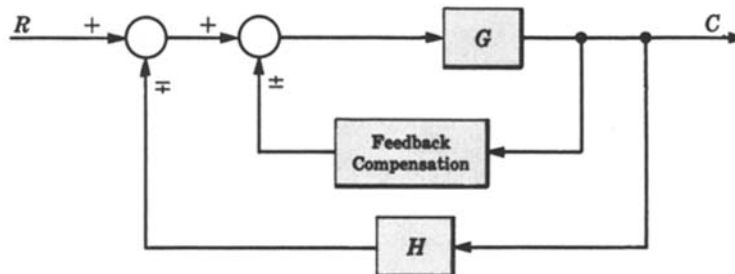 R + + G C
∓ ±
Feedback
Compensation
H